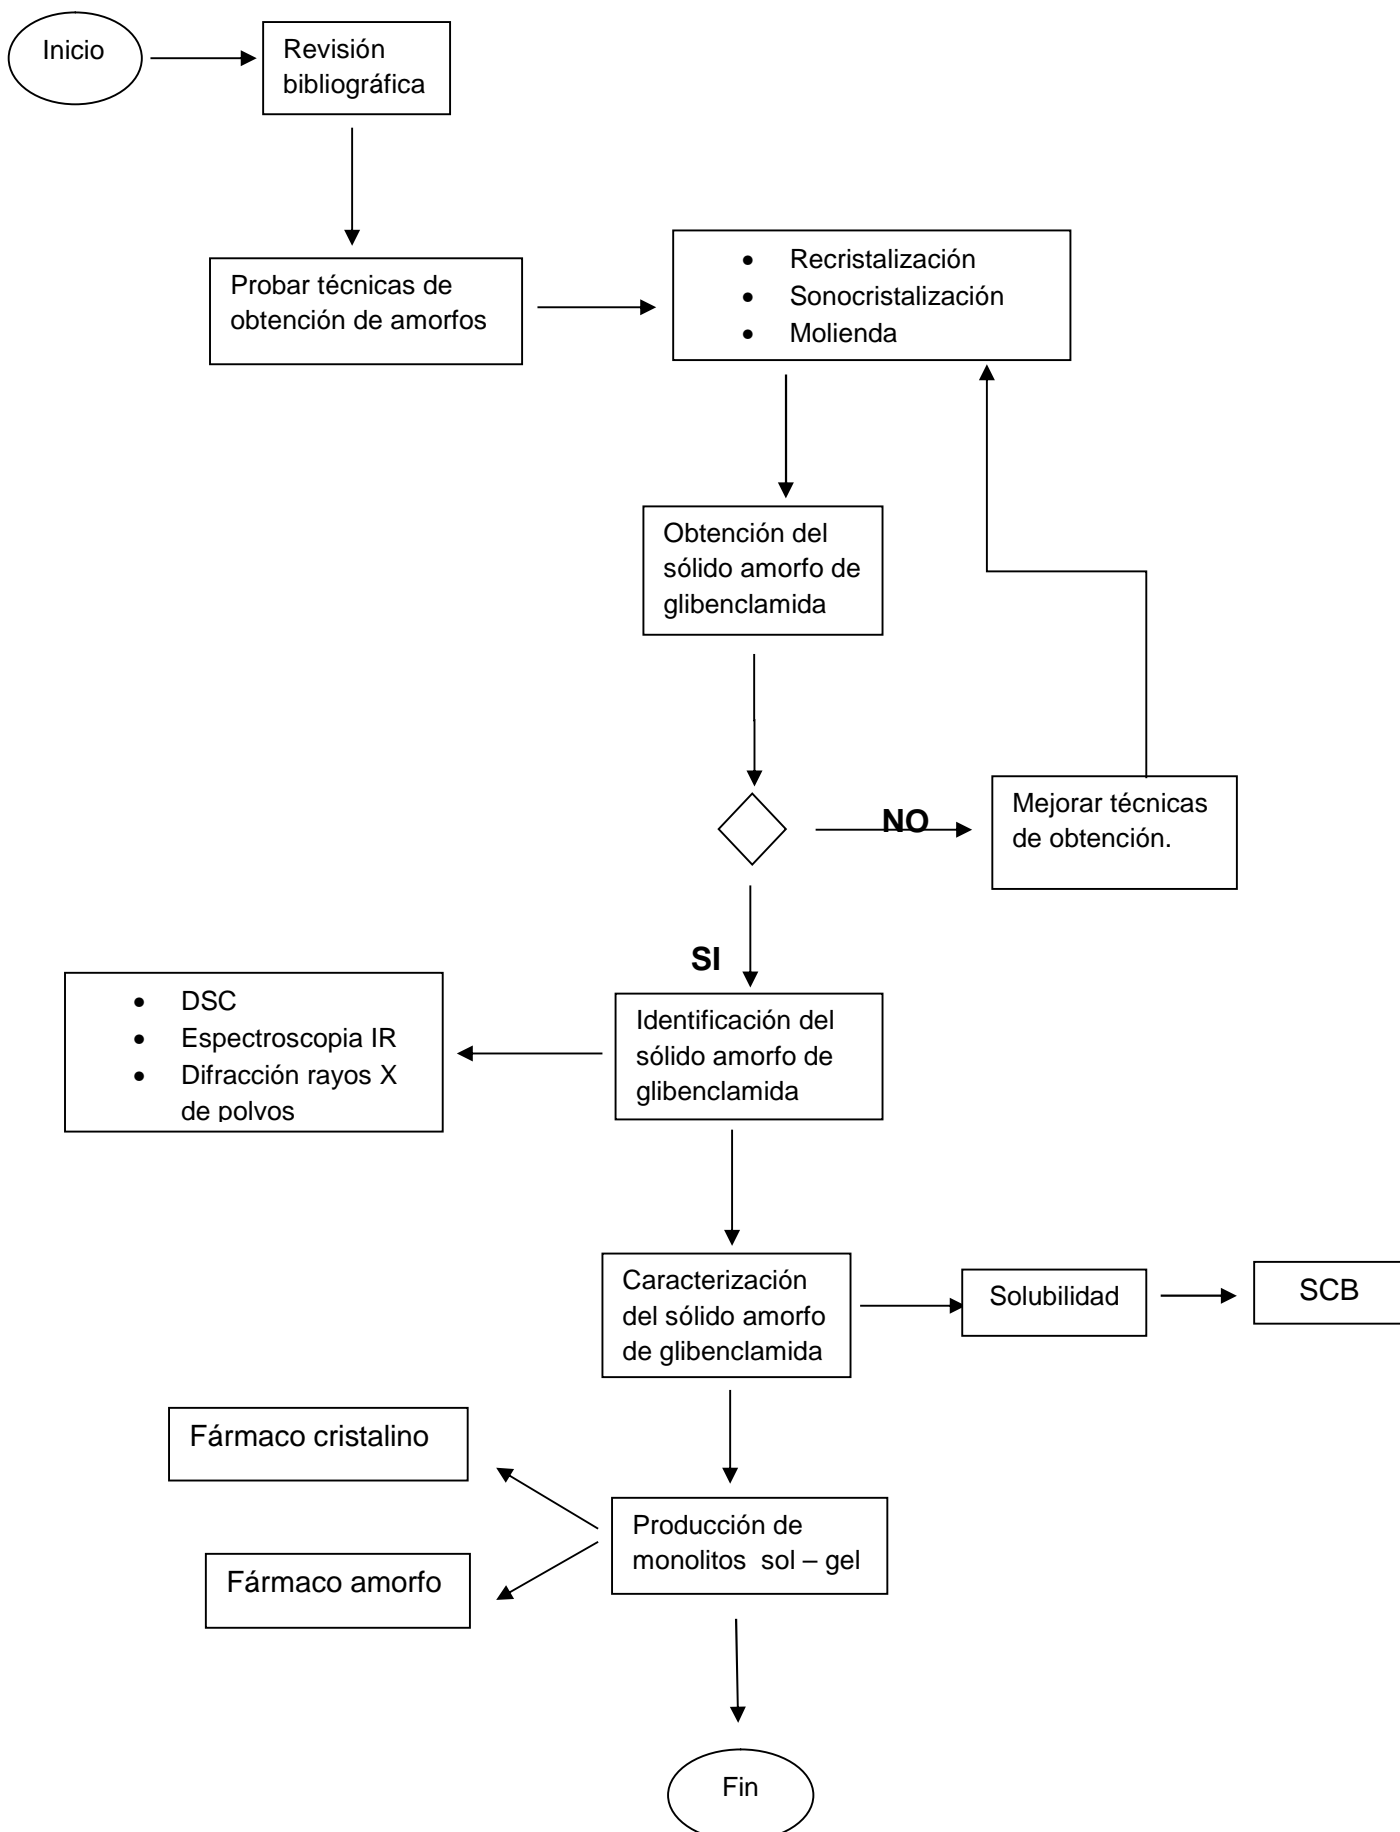 Inicio
Revisión
bibliográfica
Probar técnicas de
obtención de amorfos
• Recristalización
• Sonocristalización
• Molienda
Obtención del
sólido amorfo de
glibenclamida
NO
Mejorar técnicas
de obtención.
SI
• DSC
• Espectroscopia IR
• Difracción rayos X
de polvos
Identificación del
sólido amorfo de
glibenclamida
Caracterización
del sólido amorfo
de glibenclamida
Solubilidad
SCB
Fármaco cristalino
Fármaco amorfo
Producción de
monolitos sol – gel
Fin